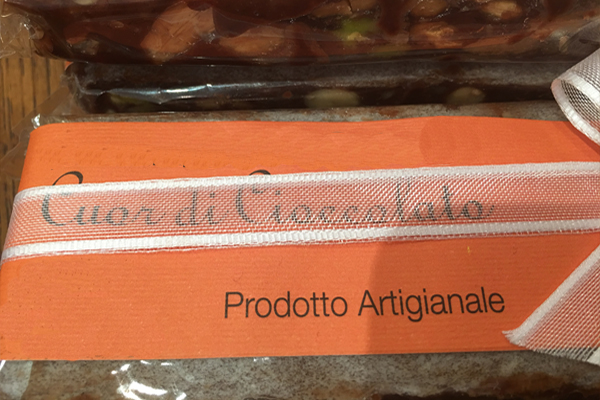 Cuor di Cioccolato
Prodotto Artigianale